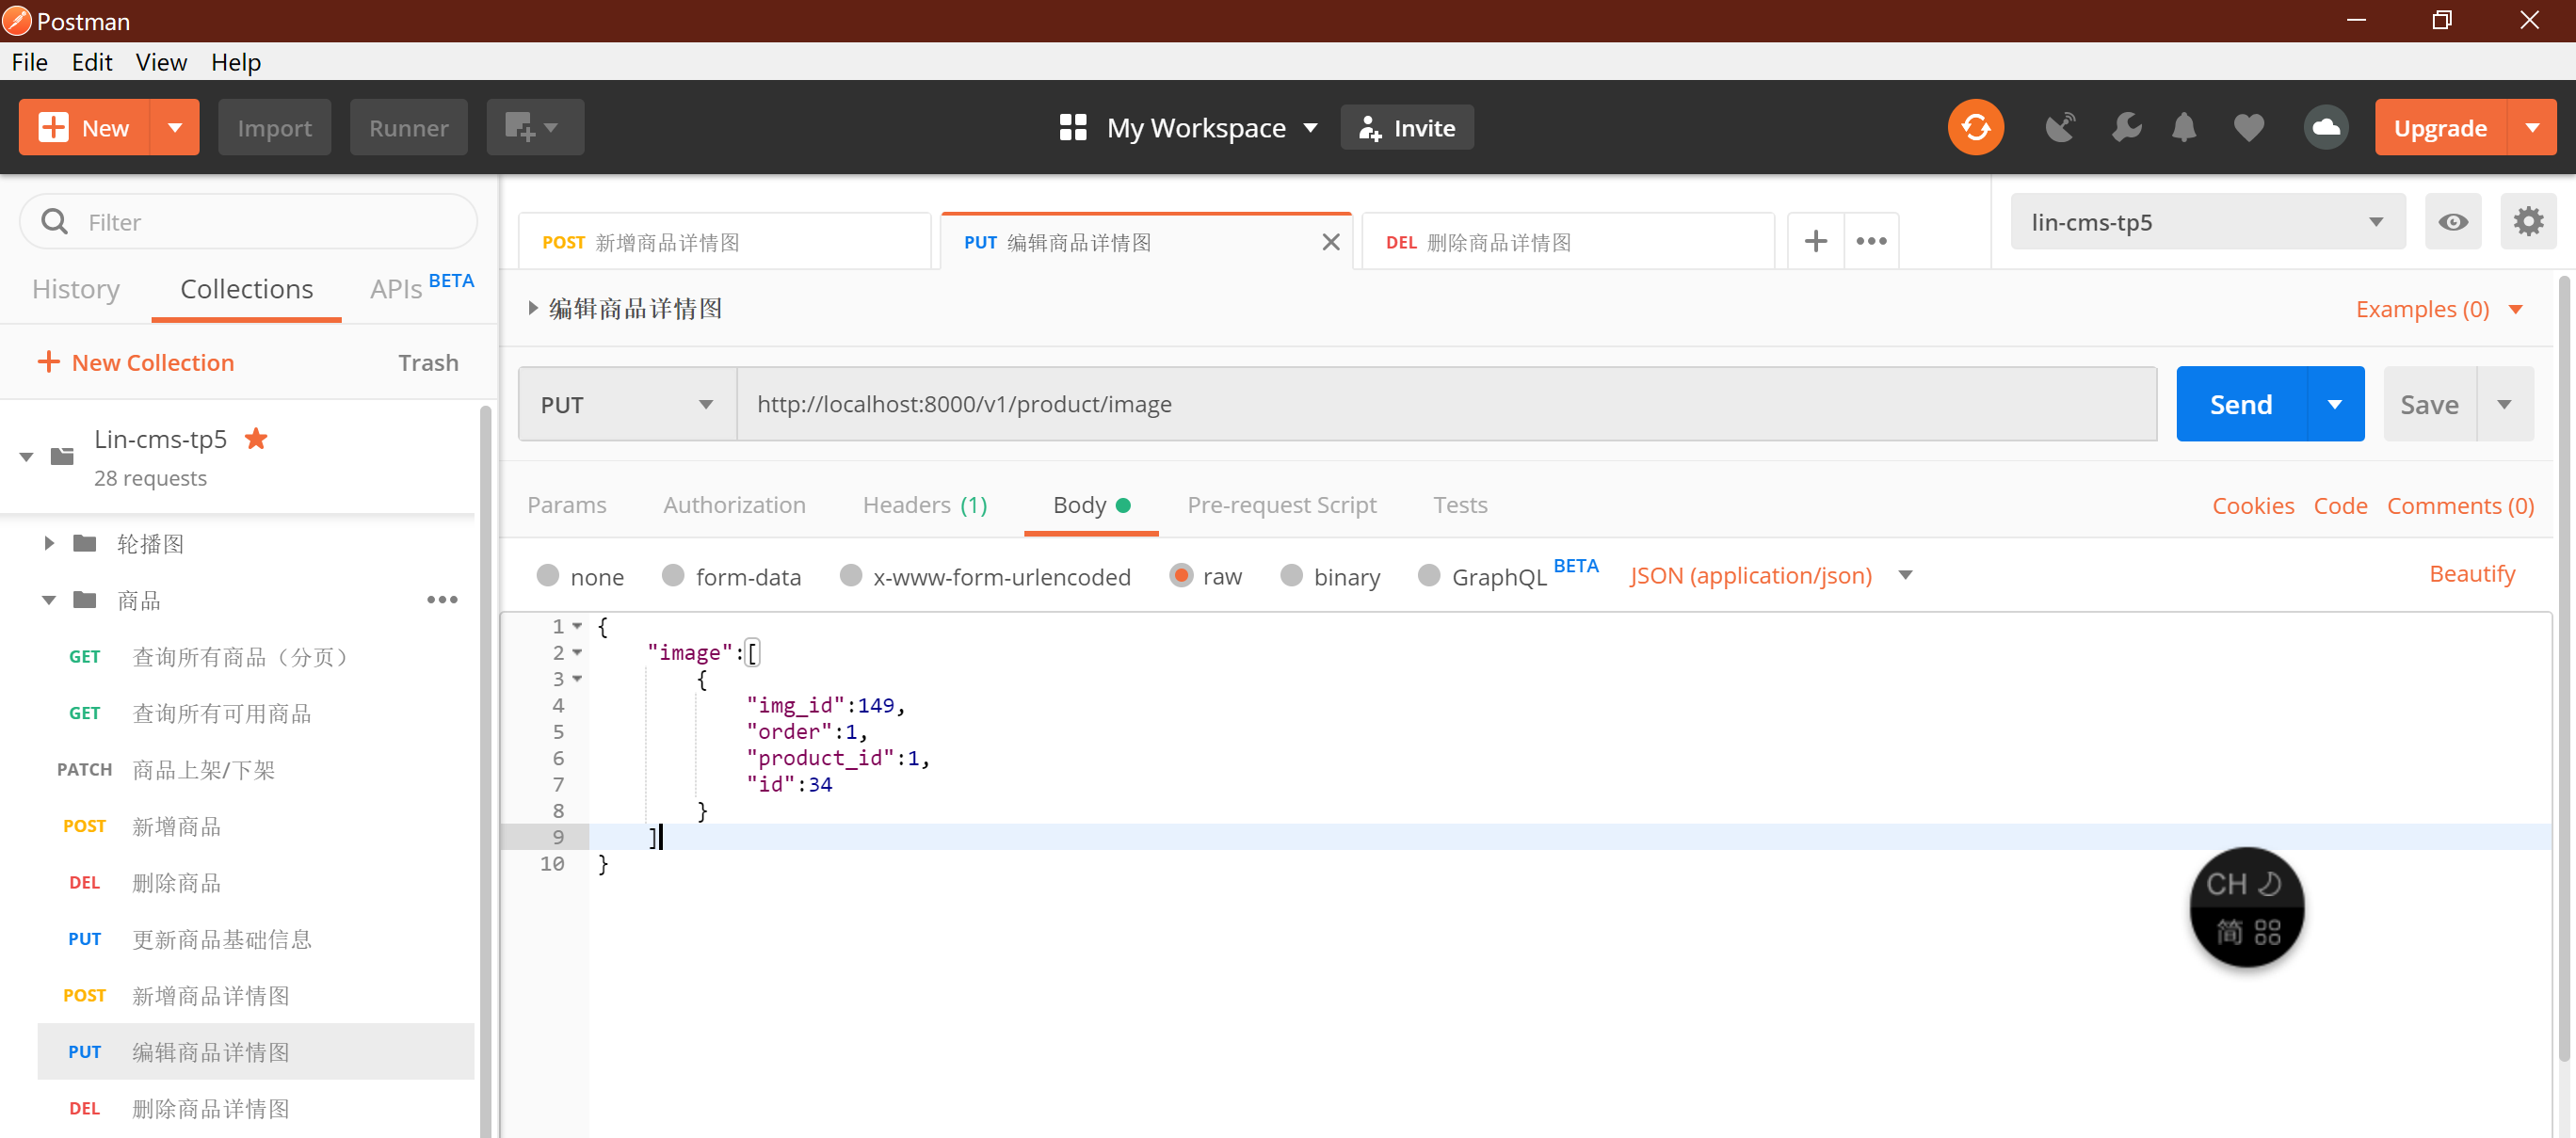 Postman
File Edit View Help
New Import Runner My Workspace Invite Upgrade
Filter
History Collections APIs BETA
New Collection Trash
Lin-cms-tp5
28 requests
轮播图
商品
GET 查询所有商品（分页）
GET 查询所有可用商品
PATCH 商品上架/下架
POST 新增商品
DEL 删除商品
PUT 更新商品基础信息
POST 新增商品详情图
PUT 编辑商品详情图
DEL 删除商品详情图
POST 新增商品详情图 PUT 编辑商品详情图 DEL 删除商品详情图
lin-cms-tp5
编辑商品详情图 Examples (0)
PUT http://localhost:8000/v1/product/image Send Save
Params Authorization Headers (1) Body Pre-request Script Tests Cookies Code Comments (0)
none form-data x-www-form-urlencoded raw binary GraphQL BETA JSON (application/json) Beautify
1 {
2 "image":[
3 {
4 "img_id":149,
5 "order":1,
6 "product_id":1,
7 "id":34
8 }
9 ]
10 }
CH
简